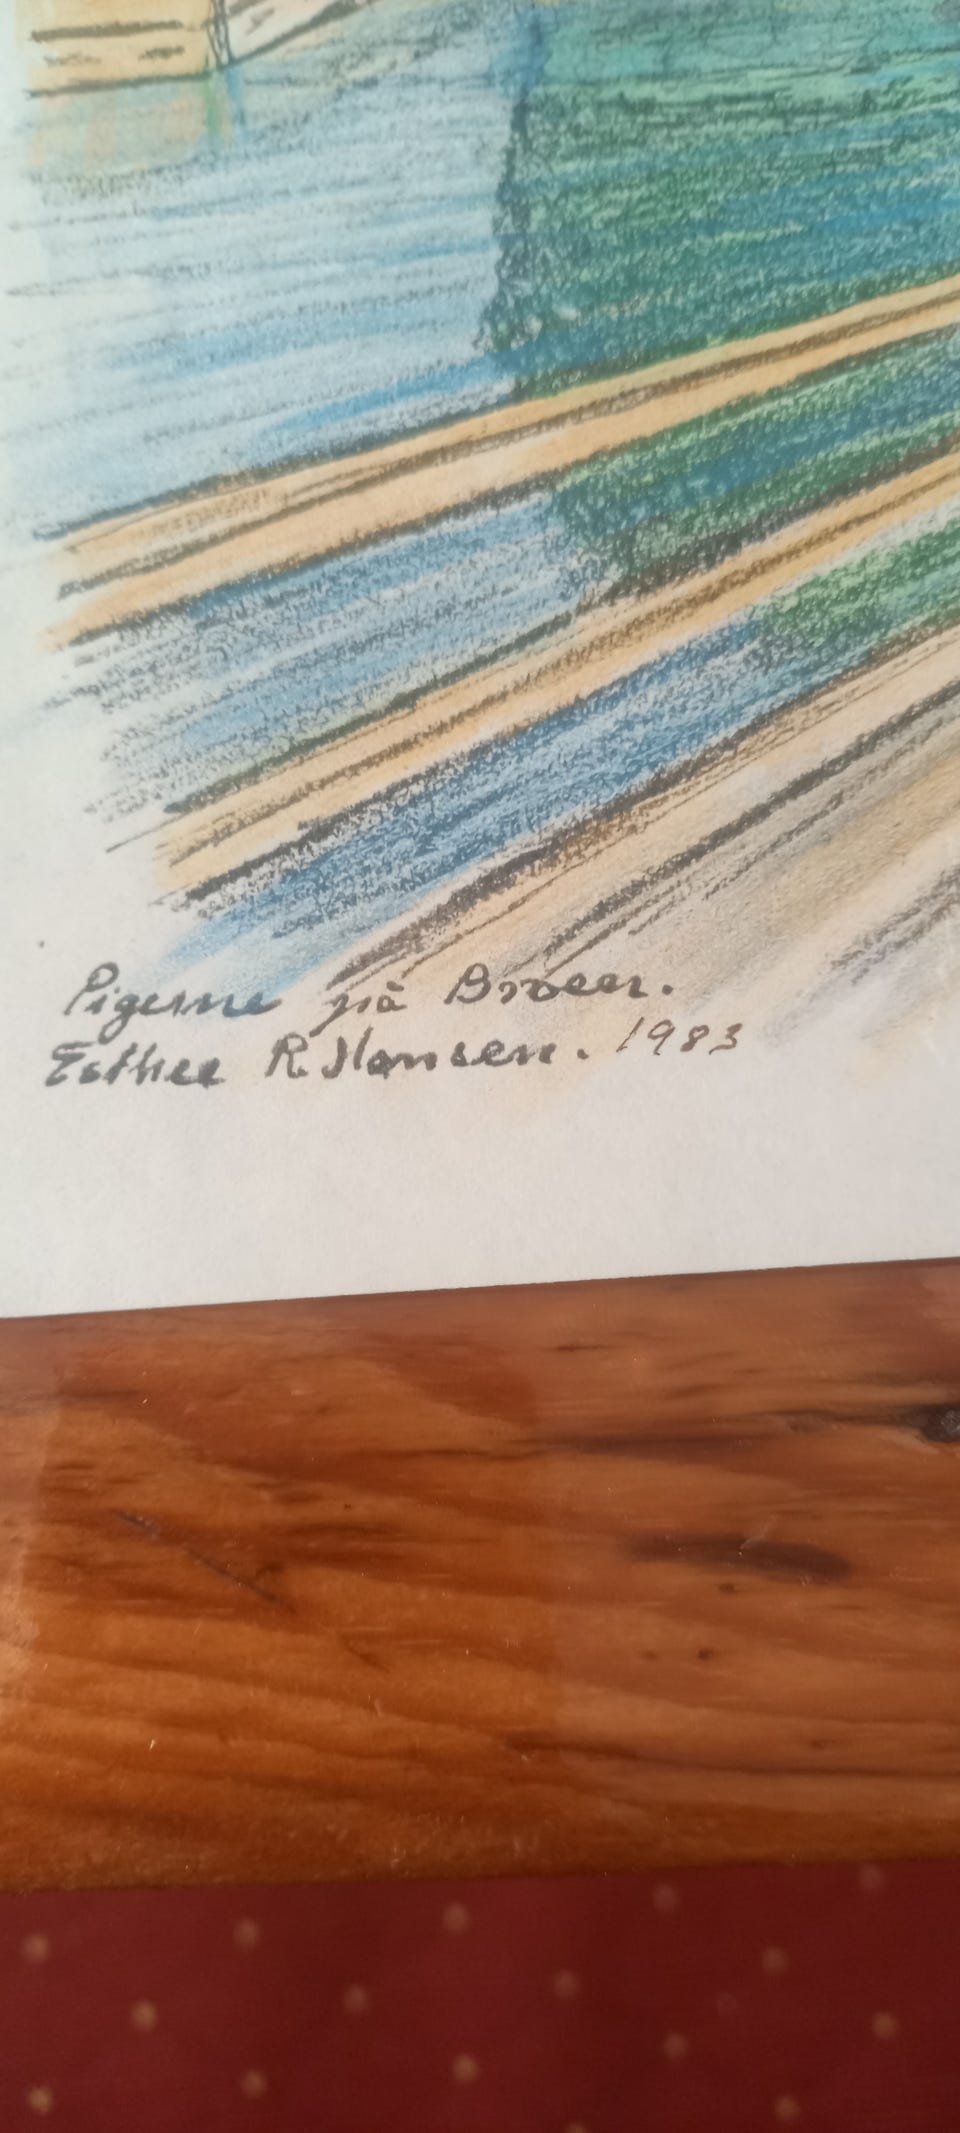 Pigerne på Broen.
Esther R. Hansen. 1983